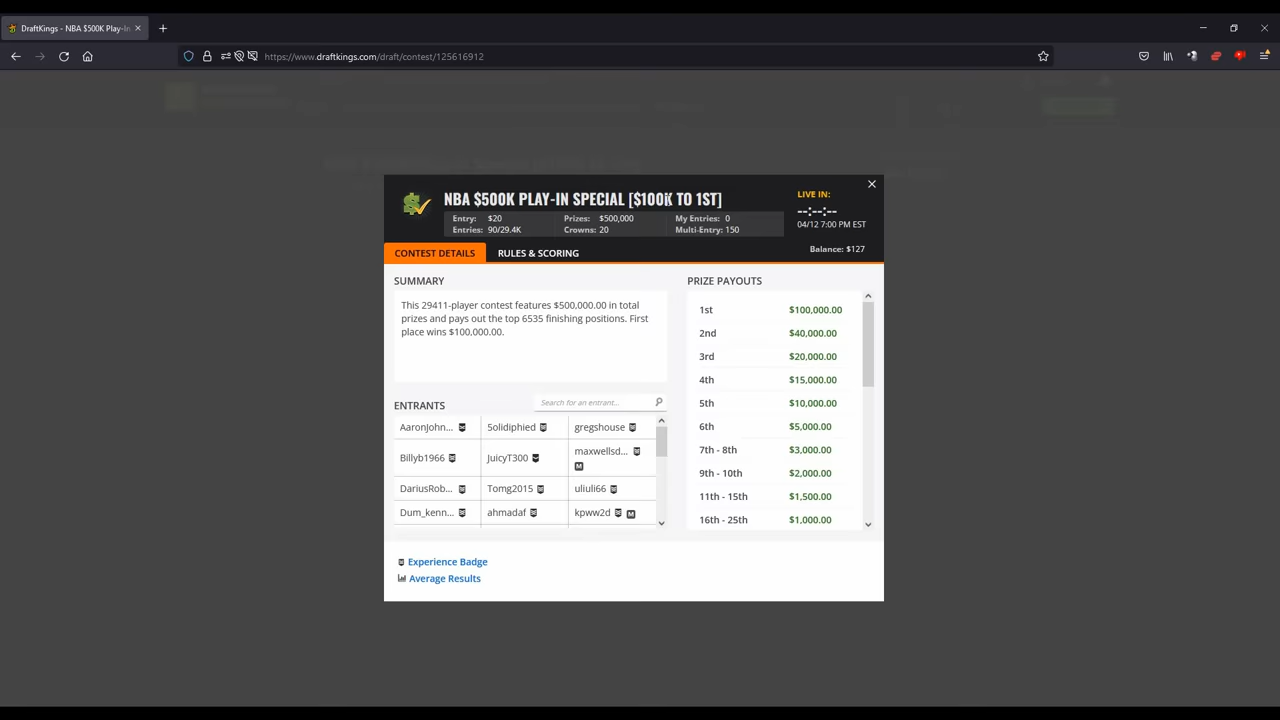 DraftKings - NBA $500K Play-In
https://www.draftkings.com/draft/contest/125616912
NBA $500K PLAY-IN SPECIAL [$100K TO 1ST]
Entry: $20 Prizes: $500,000 My Entries: 0
Entries: 90/29.4K Crowns: 20 Multi-Entry: 150
LIVE IN:
--:--:--
04/12 7:00 PM EST
Balance: $127
CONTEST DETAILS RULES & SCORING
SUMMARY
This 29411-player contest features $500,000.00 in total
prizes and pays out the top 6535 finishing positions. First
place wins $100,000.00.
ENTRANTS
Search for an entrant...
AaronJohn... 5olidiphied gregshouse
Billyb1966 JuicyT300 maxwellsd...
M
DariusRob... Tomg2015 uliuli66
Dum_kenn... ahmadaf kpww2d M
PRIZE PAYOUTS
1st $100,000.00
2nd $40,000.00
3rd $20,000.00
4th $15,000.00
5th $10,000.00
6th $5,000.00
7th - 8th $3,000.00
9th - 10th $2,000.00
11th - 15th $1,500.00
16th - 25th $1,000.00
Experience Badge
Average Results